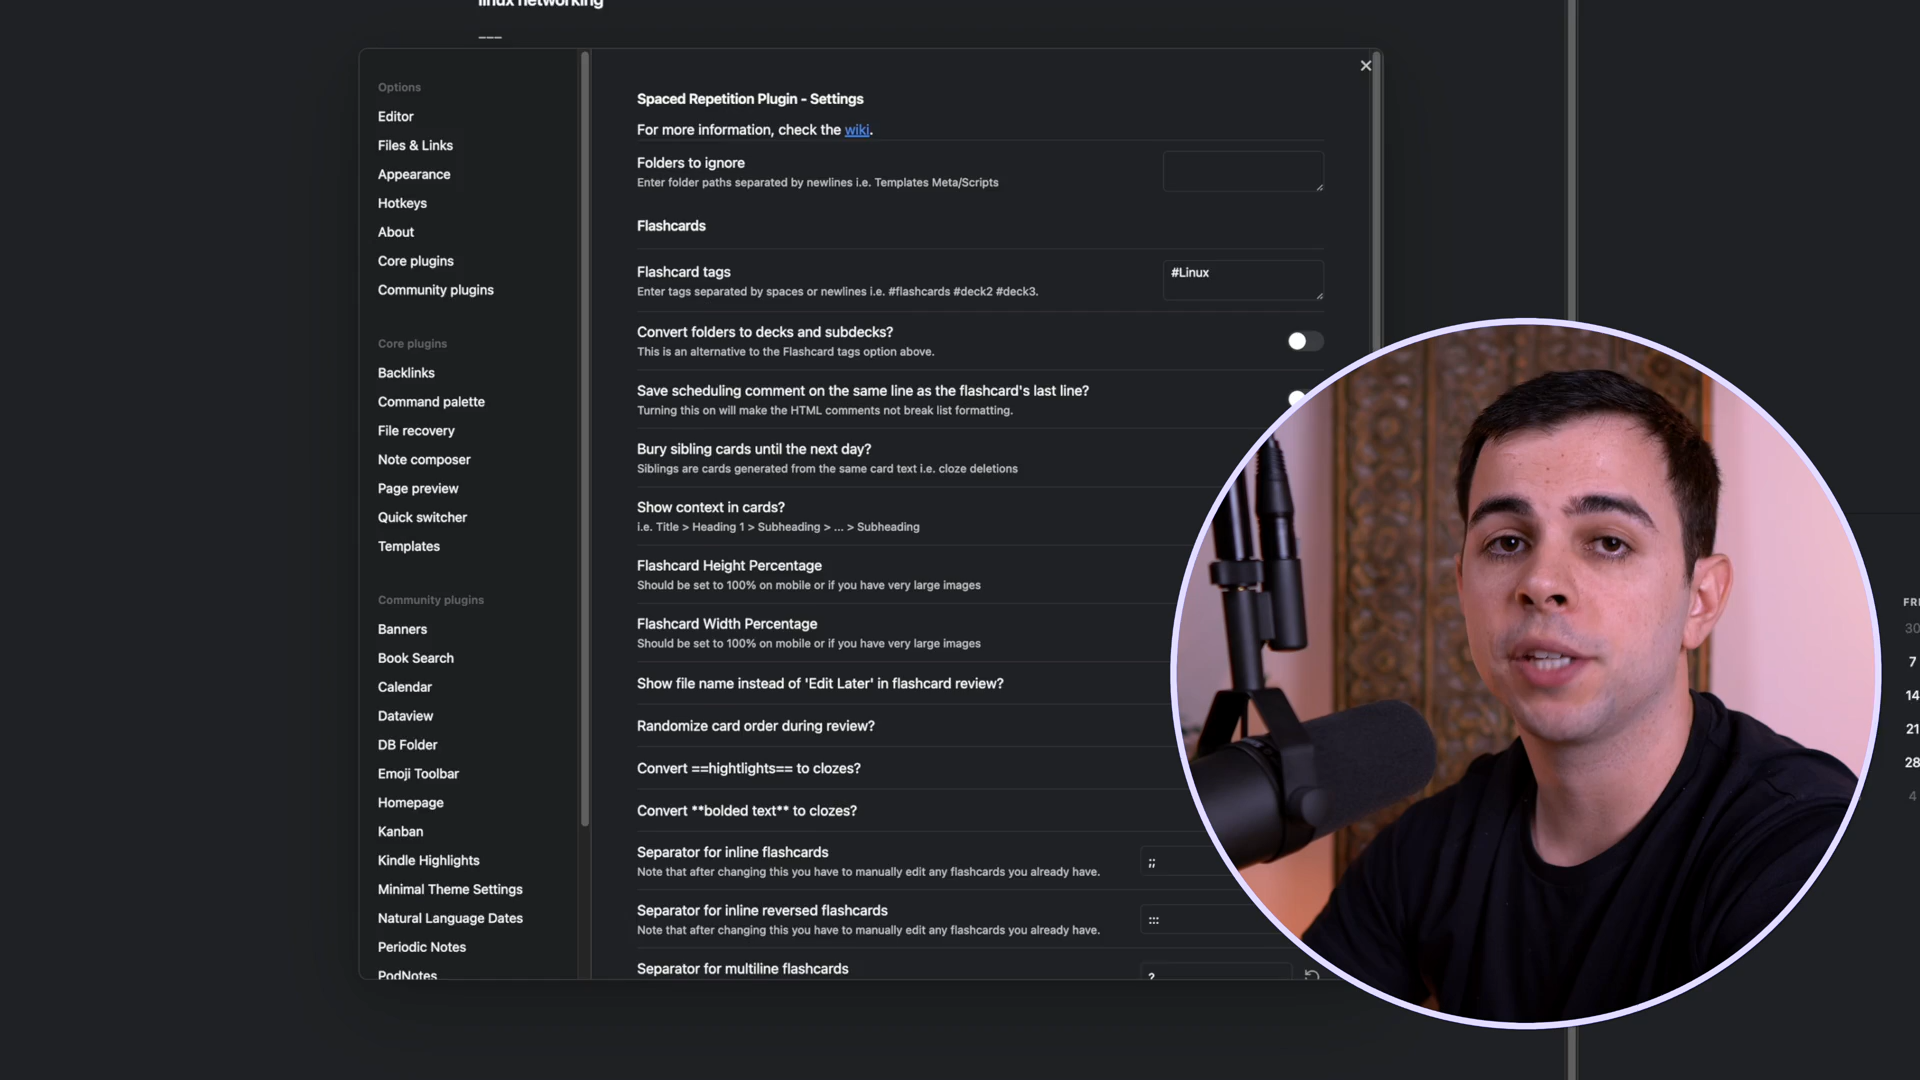 linux networking
---
Options
Editor
Files & Links
Appearance
Hotkeys
About
Core plugins
Community plugins
Core plugins
Backlinks
Command palette
File recovery
Note composer
Page preview
Quick switcher
Templates
Community plugins
Banners
Book Search
Calendar
Dataview
DB Folder
Emoji Toolbar
Homepage
Kanban
Kindle Highlights
Minimal Theme Settings
Natural Language Dates
Periodic Notes
PodNotes
Spaced Repetition Plugin - Settings
For more information, check the wiki.
Folders to ignore
Enter folder paths separated by newlines i.e. Templates Meta/Scripts
Flashcards
Flashcard tags
Enter tags separated by spaces or newlines i.e. #flashcards #deck2 #deck3.
#Linux
Convert folders to decks and subdecks?
This is an alternative to the Flashcard tags option above.
Save scheduling comment on the same line as the flashcard's last line?
Turning this on will make the HTML comments not break list formatting.
Bury sibling cards until the next day?
Siblings are cards generated from the same card text i.e. cloze deletions
Show context in cards?
i.e. Title > Heading 1 > Subheading > ... > Subheading
Flashcard Height Percentage
Should be set to 100% on mobile or if you have very large images
Flashcard Width Percentage
Should be set to 100% on mobile or if you have very large images
Show file name instead of 'Edit Later' in flashcard review?
Randomize card order during review?
Convert ==hightlights== to clozes?
Convert **bolded text** to clozes?
Separator for inline flashcards
Note that after changing this you have to manually edit any flashcards you already have.
;;
Separator for inline reversed flashcards
Note that after changing this you have to manually edit any flashcards you already have.
:::
Separator for multiline flashcards
?
FRI
30
7
14
21
28
4